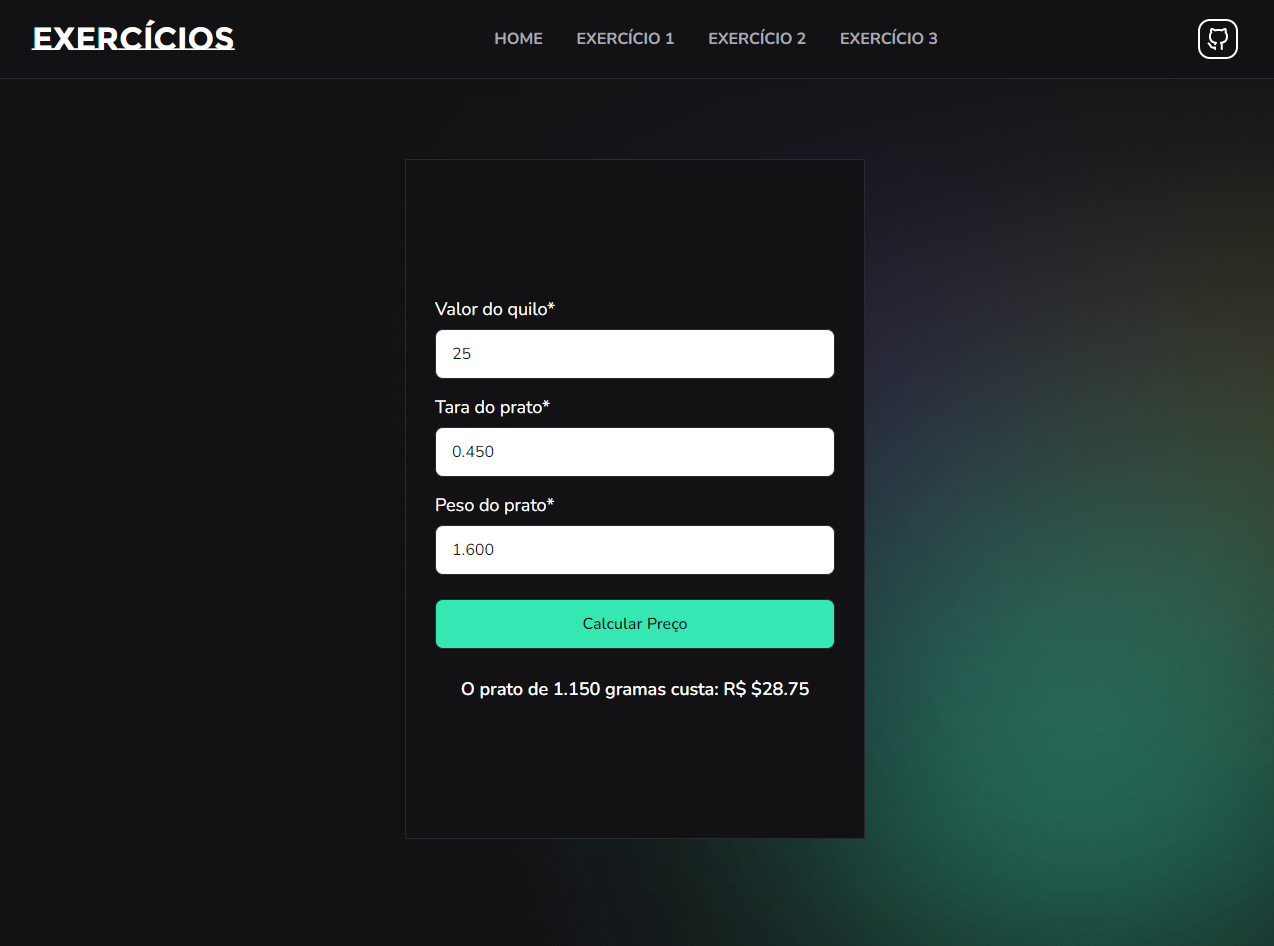 EXERCÍCIOS
HOME EXERCÍCIO 1 EXERCÍCIO 2 EXERCÍCIO 3
Valor do quilo*
25
Tara do prato*
0.450
Peso do prato*
1.600
Calcular Preço
O prato de 1.150 gramas custa: R$ $28.75